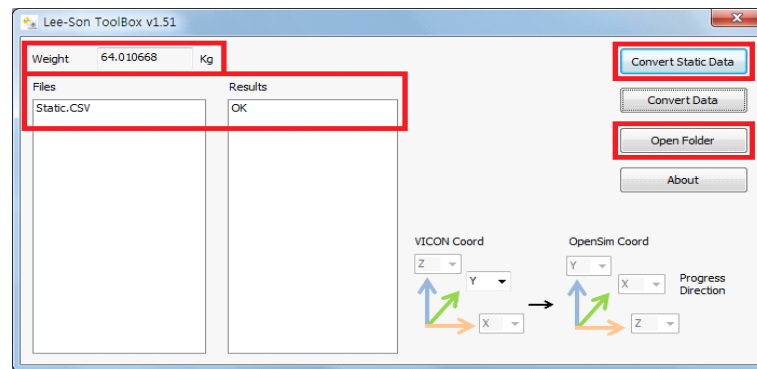 Lee-Son ToolBox v1.51
Weight 64.010668 Kg
Convert Static Data
Files Results
Convert Data
Static.CSV OK
Open Folder
About
VICON Coord OpenSim Coord
Z Y
Y X Progress
Direction
X Z